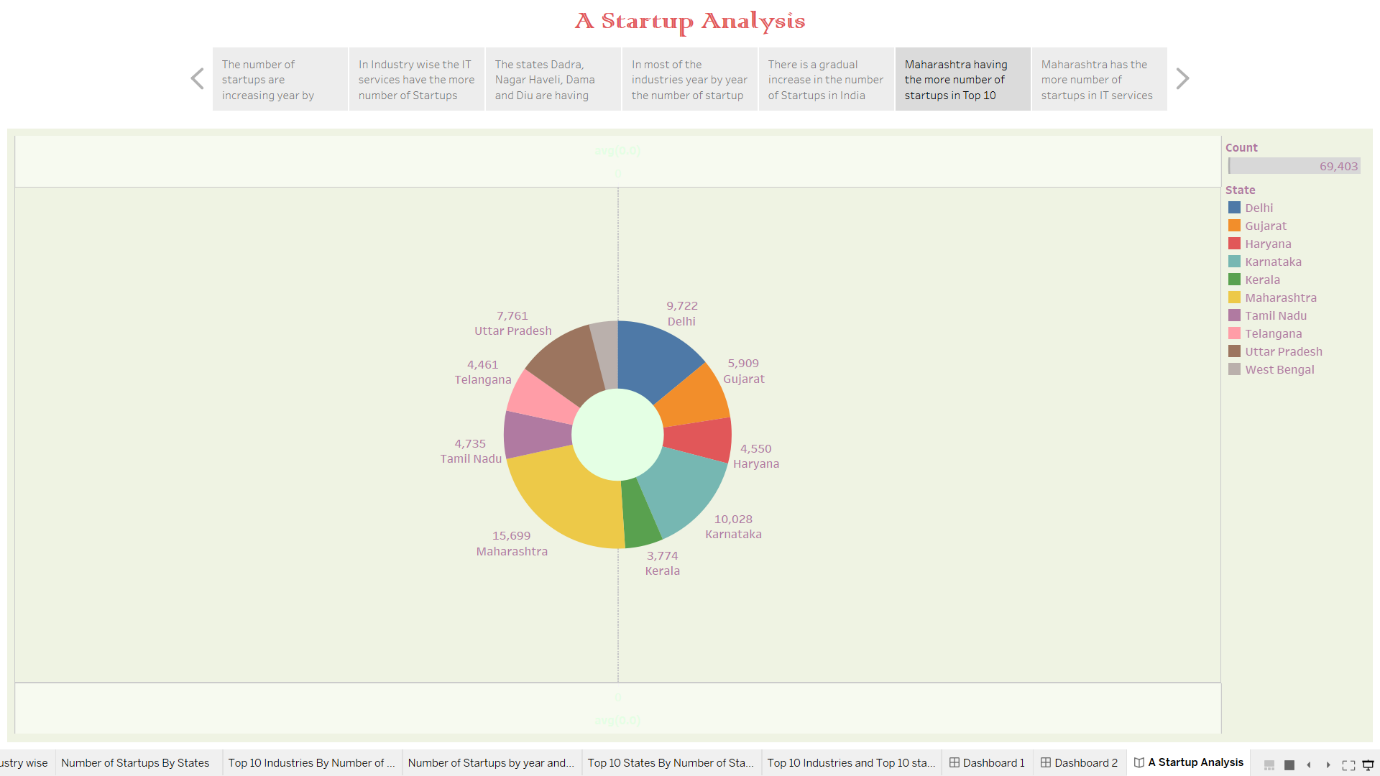 A Startup Analysis
The number of
startups are
increasing year by
In Industry wise the IT
services have the more
number of Startups
The states Dadra,
Nagar Haveli, Dama
and Diu are having
In most of the
industries year by year
the number of startup
There is a gradual
increase in the number
of Startups in India
Maharashtra having
the more number of
startups in Top 10
Maharashtra has the
more number of
startups in IT services
avg(0.0)
Count
69,403
State
Delhi
Gujarat
Haryana
Karnataka
Kerala
Maharashtra
Tamil Nadu
Telangana
Uttar Pradesh
West Bengal
9,722
Delhi
7,761
Uttar Pradesh
5,909
Gujarat
4,461
Telangana
4,735
Tamil Nadu
4,550
Haryana
10,028
Karnataka
15,699
Maharashtra
3,774
Kerala
avg(0.0)
ustry wise
Number of Startups By States
Top 10 Industries By Number of ...
Number of Startups by year and...
Top 10 States By Number of Sta...
Top 10 Industries and Top 10 sta...
Dashboard 1
Dashboard 2
A Startup Analysis